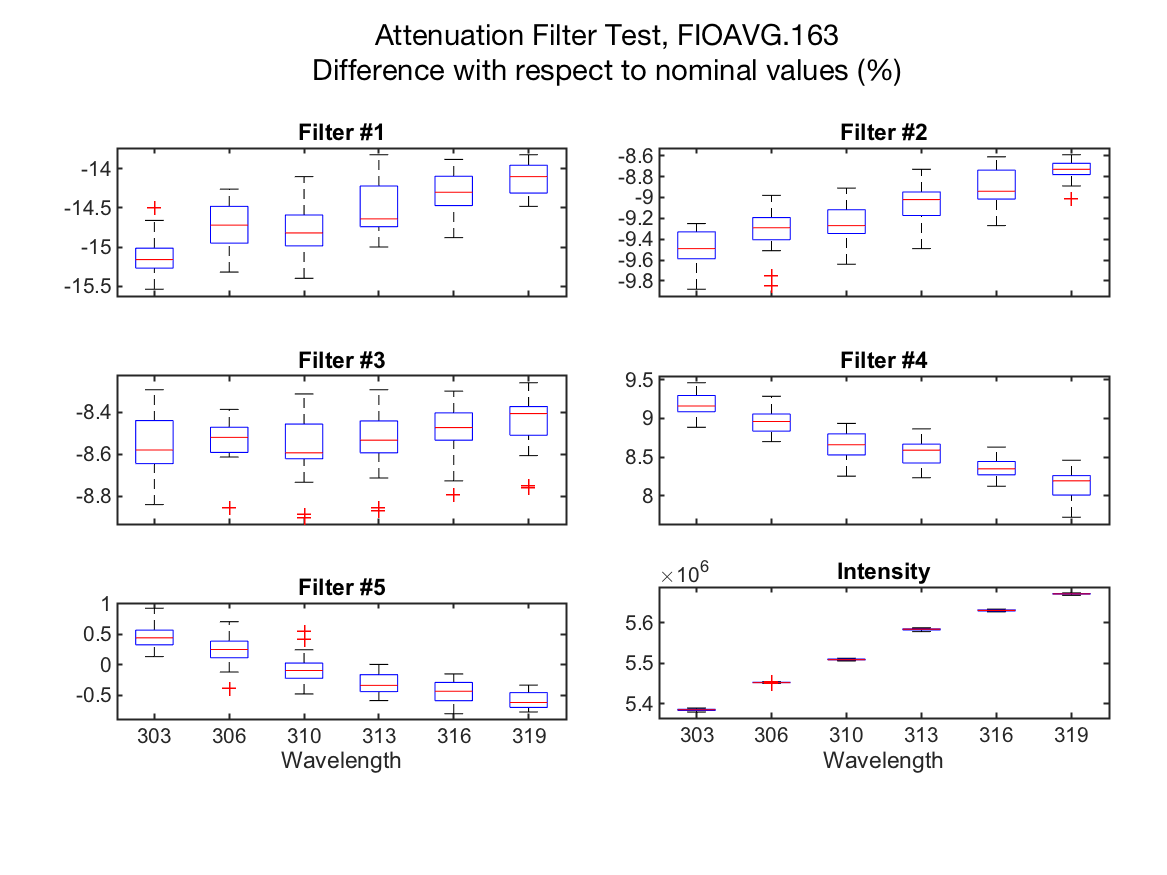 Attenuation Filter Test, FIOAVG.163
Difference with respect to nominal values (%)
Filter #1
-14
-14.5
-15
-15.5
Filter #2
-8.6
-8.8
-9
-9.2
-9.4
-9.6
-9.8
Filter #3
-8.4
-8.6
-8.8
Filter #4
9.5
9
8.5
8
Filter #5
1
0.5
0
-0.5
303 306 310 313 316 319
Wavelength
Intensity
×10⁶
5.6
5.5
5.4
303 306 310 313 316 319
Wavelength